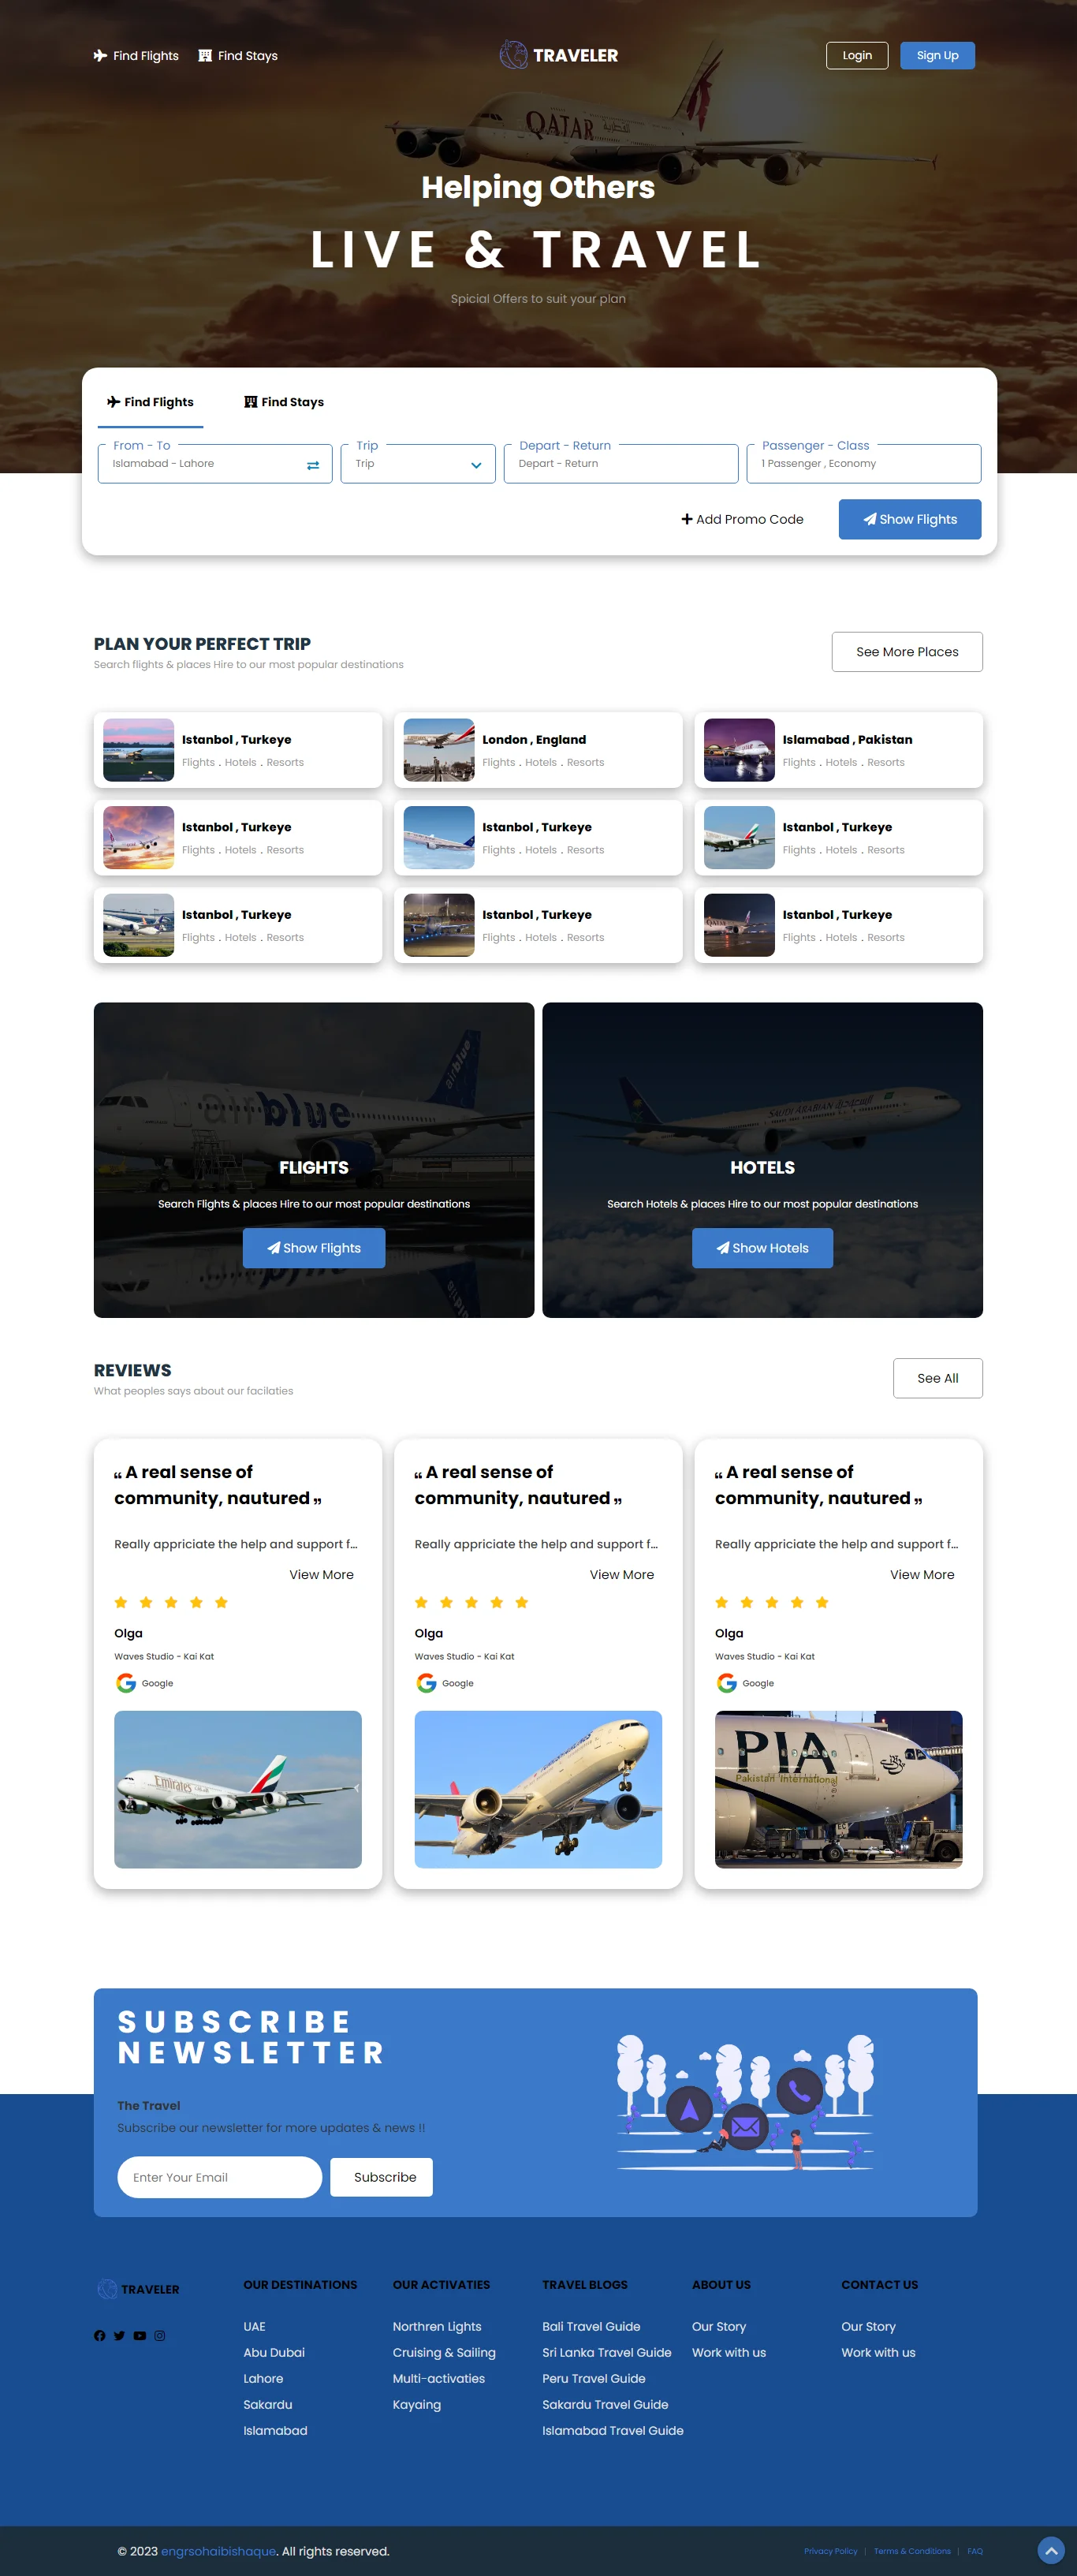 Find Flights Find Stays TRAVELER Login Sign Up
QATAR القطرية
Helping Others
LIVE & TRAVEL
Spicial Offers to suit your plan
Find Flights Find Stays
From - To Trip Depart - Return Passenger - Class
Islamabad - Lahore Trip Depart - Return 1 Passenger , Economy
Add Promo Code Show Flights
PLAN YOUR PERFECT TRIP
Search flights & places Hire to our most popular destinations
See More Places
Istanbol , Turkeye London , England Islamabad , Pakistan
Flights . Hotels . Resorts Flights . Hotels . Resorts Flights . Hotels . Resorts
Istanbol , Turkeye Istanbol , Turkeye Istanbol , Turkeye
Flights . Hotels . Resorts Flights . Hotels . Resorts Flights . Hotels . Resorts
Istanbol , Turkeye Istanbol , Turkeye Istanbol , Turkeye
Flights . Hotels . Resorts Flights . Hotels . Resorts Flights . Hotels . Resorts
airblue airblue
SAUDI ARABIAN السعودية
FLIGHTS HOTELS
Search Flights & places Hire to our most popular destinations Search Hotels & places Hire to our most popular destinations
Show Flights Show Hotels
REVIEWS
What peoples says about our facilaties
See All
“ A real sense of “ A real sense of “ A real sense of
community, nautured ” community, nautured ” community, nautured ”
Really appriciate the help and support f... Really appriciate the help and support f... Really appriciate the help and support f...
View More View More View More
Olga Olga Olga
Waves Studio - Kai Kat Waves Studio - Kai Kat Waves Studio - Kai Kat
Google Google Google
Emirates
PIA
Pakistan International
SUBSCRIBE
NEWSLETTER
The Travel
Subscribe our newsletter for more updates & news !!
Enter Your Email Subscribe
TRAVELER OUR DESTINATIONS OUR ACTIVATIES TRAVEL BLOGS ABOUT US CONTACT US
UAE Northren Lights Bali Travel Guide Our Story Our Story
Abu Dubai Cruising & Sailing Sri Lanka Travel Guide Work with us Work with us
Lahore Multi-activaties Peru Travel Guide
Sakardu Kayaing Sakardu Travel Guide
Islamabad Islamabad Travel Guide
© 2023 engrsohaibishaque. All rights reserved. Privacy Policy | Terms & Conditions | FAQ